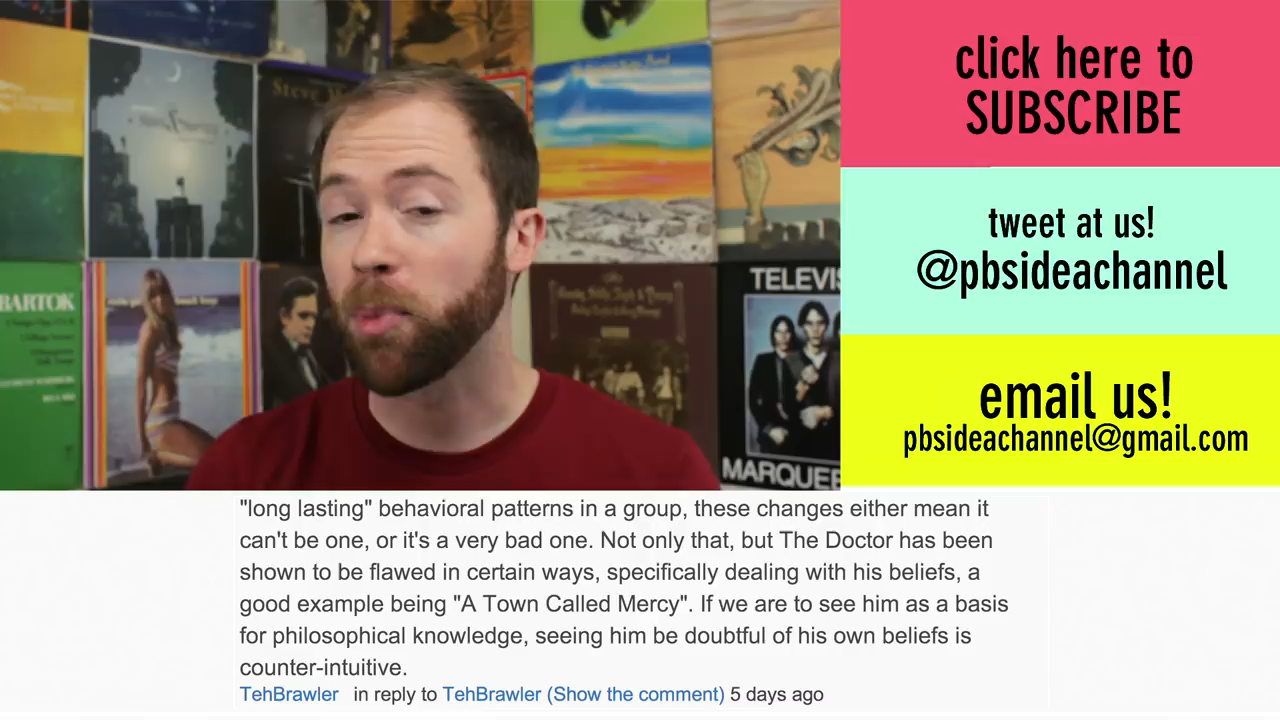 click here to
SUBSCRIBE
tweet at us!
@pbsideachannel
email us!
pbsideachannel@gmail.com
Steve
BARTOK
TELEVIS
MARQUEE
"long lasting" behavioral patterns in a group, these changes either mean it
can't be one, or it's a very bad one. Not only that, but The Doctor has been
shown to be flawed in certain ways, specifically dealing with his beliefs, a
good example being "A Town Called Mercy". If we are to see him as a basis
for philosophical knowledge, seeing him be doubtful of his own beliefs is
counter-intuitive.
TehBrawler in reply to TehBrawler (Show the comment) 5 days ago